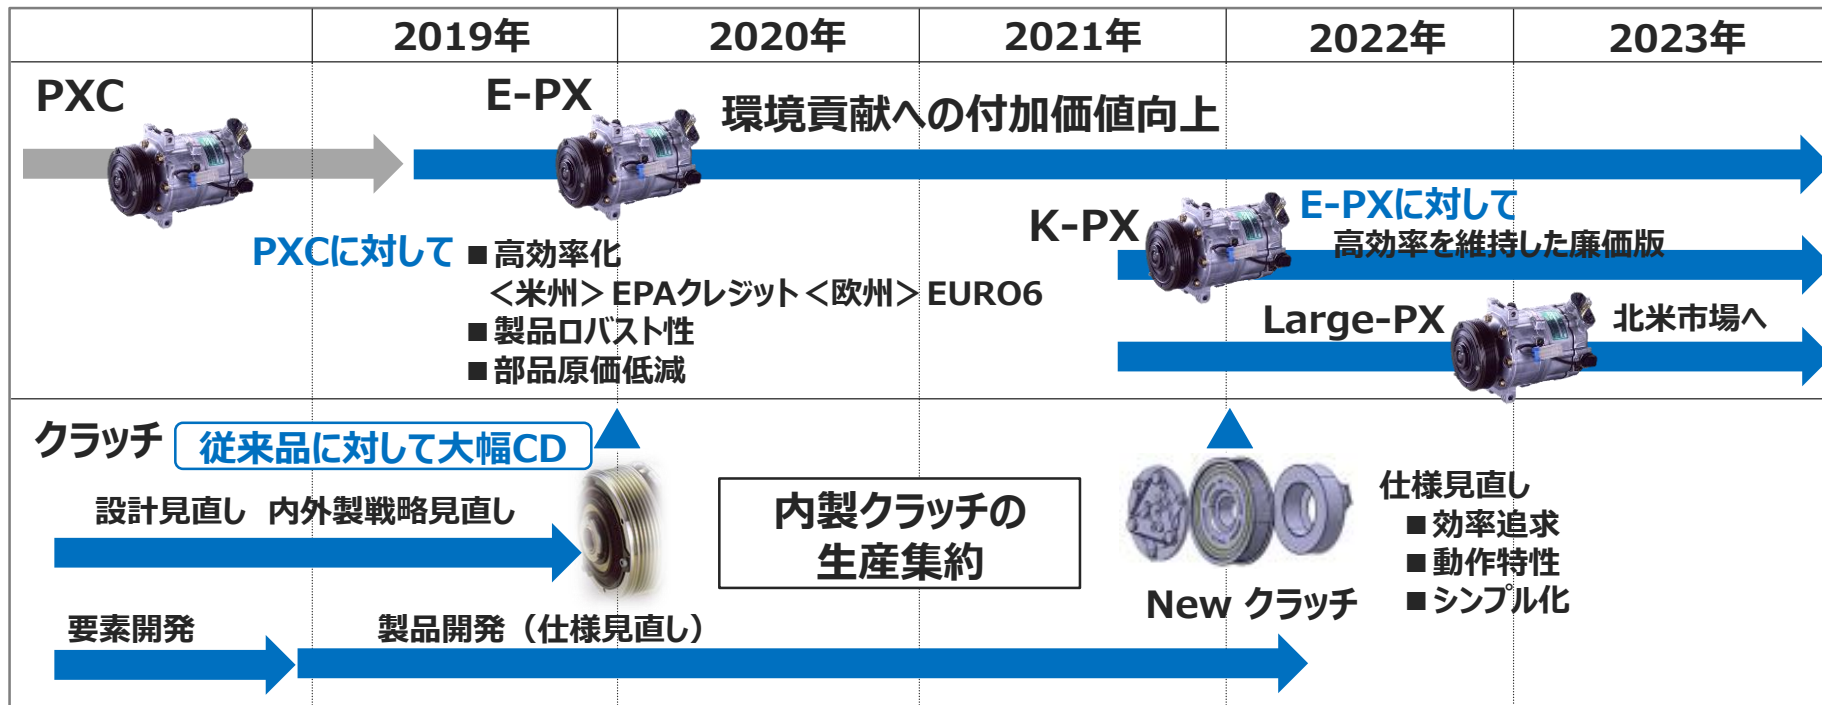 2019年 2020年 2021年 2022年 2023年
PXC
E-PX
環境貢献への付加価値向上
K-PX
E-PXに対して
高効率を維持した廉価版
PXCに対して
■高効率化
＜米州＞EPAクレジット＜欧州＞EURO6
■製品ロバスト性
■部品原価低減
Large-PX
北米市場へ
クラッチ
従来品に対して大幅CD
設計見直し 内外製戦略見直し
内製クラッチの
生産集約
仕様見直し
■効率追求
■動作特性
■シンプル化
New クラッチ
要素開発
製品開発（仕様見直し）